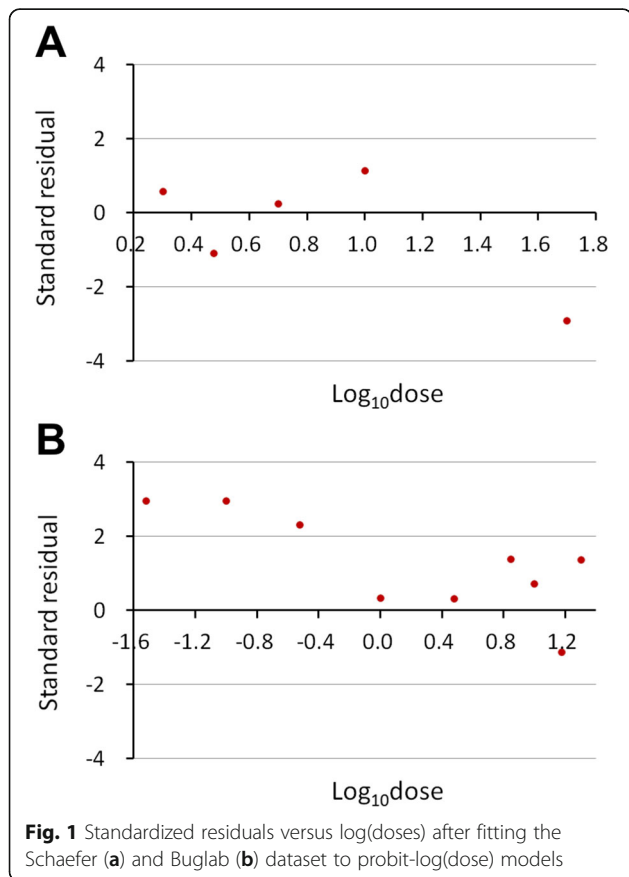 A
4
2
0
-2
-4
0.2 0.4 0.6 0.8 1.0 1.2 1.4 1.6 1.8
Standard residual
Log₁₀dose
B
4
2
0
-2
-4
-1.6 -1.2 -0.8 -0.4 0.0 0.4 0.8 1.2
Standard residual
Log₁₀dose
Fig. 1 Standardized residuals versus log(doses) after fitting the
Schaefer (a) and Buglab (b) dataset to probit-log(dose) models